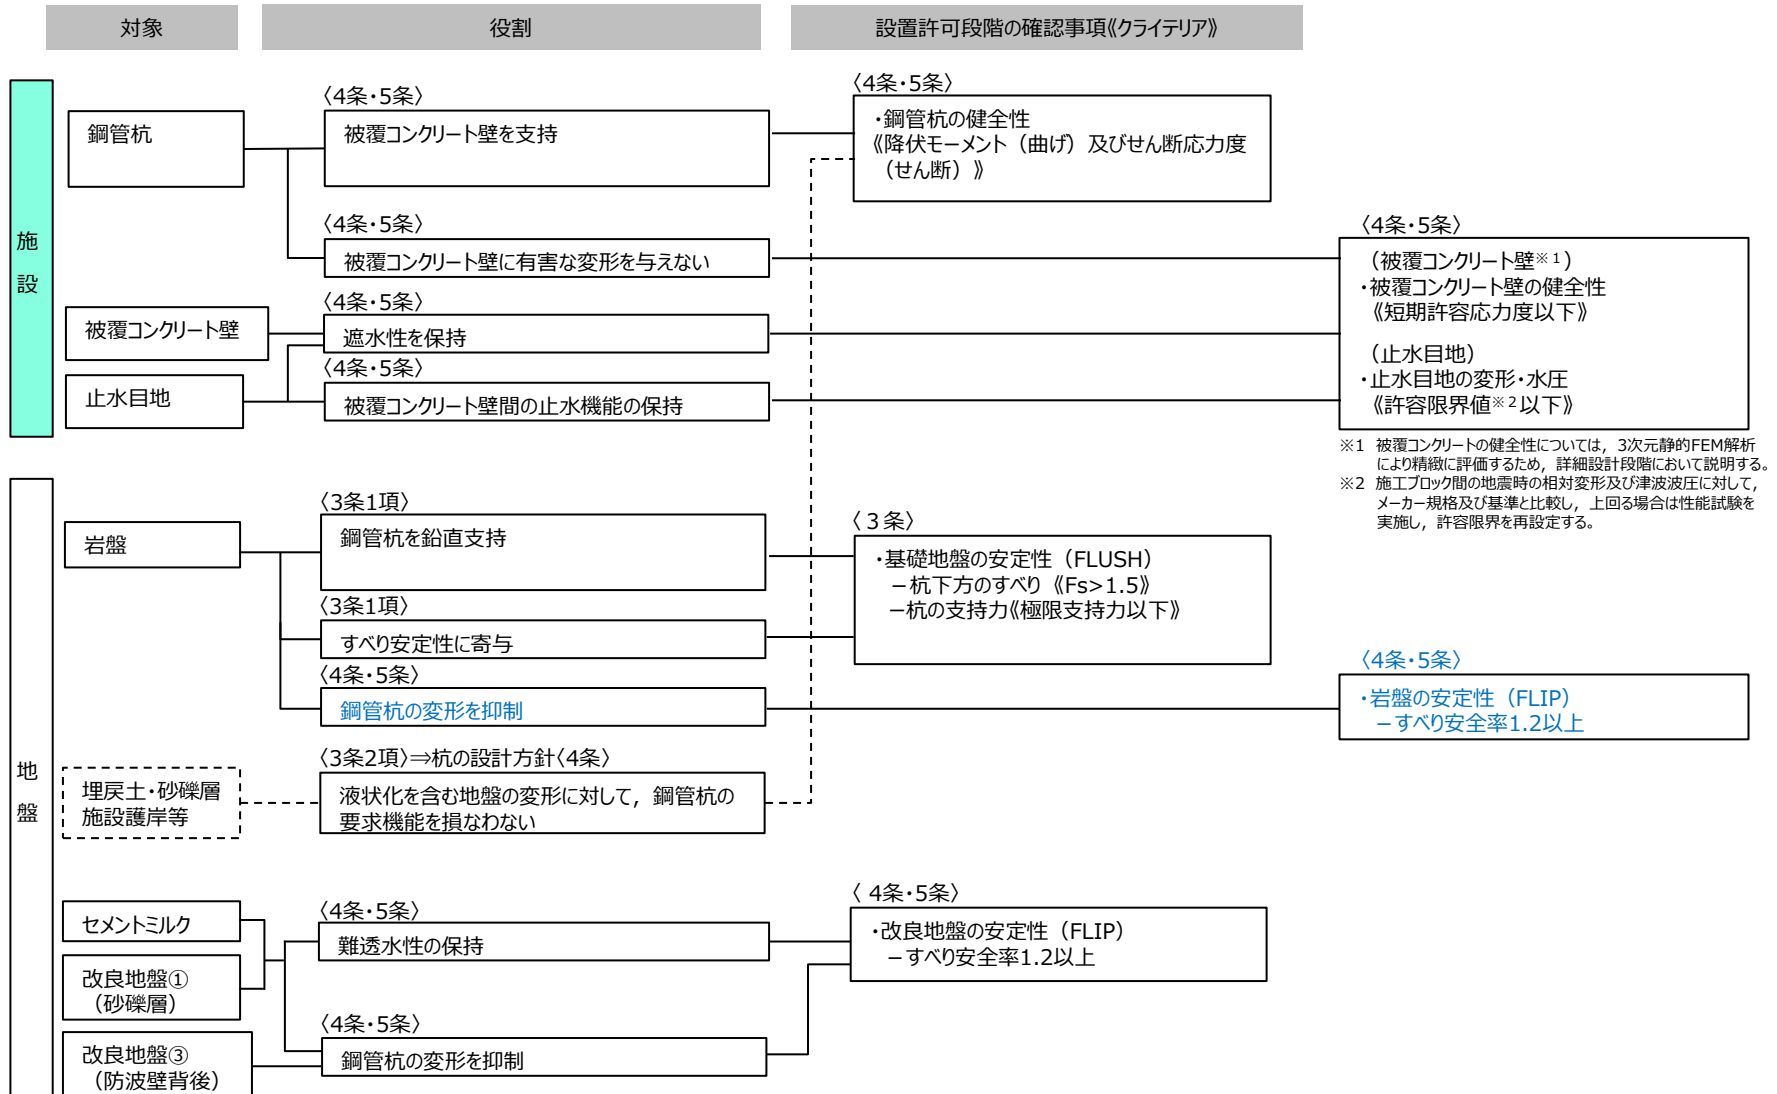 対象
役割
設置許可段階の確認事項《クライテリア》
施
設
鋼管杭
〈4条・5条〉
被覆コンクリート壁を支持
〈4条・5条〉
・鋼管杭の健全性
《降伏モーメント（曲げ）及びせん断応力度
（せん断）》
〈4条・5条〉
被覆コンクリート壁に有害な変形を与えない
被覆コンクリート壁
〈4条・5条〉
遮水性を保持
止水目地
〈4条・5条〉
被覆コンクリート壁間の止水機能の保持
〈4条・5条〉
（被覆コンクリート壁※1）
・被覆コンクリート壁の健全性
《短期許容応力度以下》
（止水目地）
・止水目地の変形・水圧
《許容限界値※2以下》
※1 被覆コンクリートの健全性については，3次元静的FEM解析
により精緻に評価するため，詳細設計段階において説明する。
※2 施工ブロック間の地震時の相対変形及び津波波圧に対して，
メーカー規格及び基準と比較し，上回る場合は性能試験を
実施し，許容限界を再設定する。
地
盤
岩盤
〈3条1項〉
鋼管杭を鉛直支持
〈3条1項〉
すべり安定性に寄与
〈3条〉
・基礎地盤の安定性（FLUSH）
－杭下方のすべり《Fs>1.5》
－杭の支持力《極限支持力以下》
〈4条・5条〉
鋼管杭の変形を抑制
〈4条・5条〉
・岩盤の安定性（FLIP）
－すべり安全率1.2以上
埋戻土・砂礫層
施設護岸等
〈3条2項〉⇒杭の設計方針〈4条〉
液状化を含む地盤の変形に対して，鋼管杭の
要求機能を損なわない
セメントミルク
改良地盤①
（砂礫層）
改良地盤③
（防波壁背後）
〈4条・5条〉
難透水性の保持
〈4条・5条〉
鋼管杭の変形を抑制
〈 4条・5条〉
・改良地盤の安定性（FLIP）
－すべり安全率1.2以上